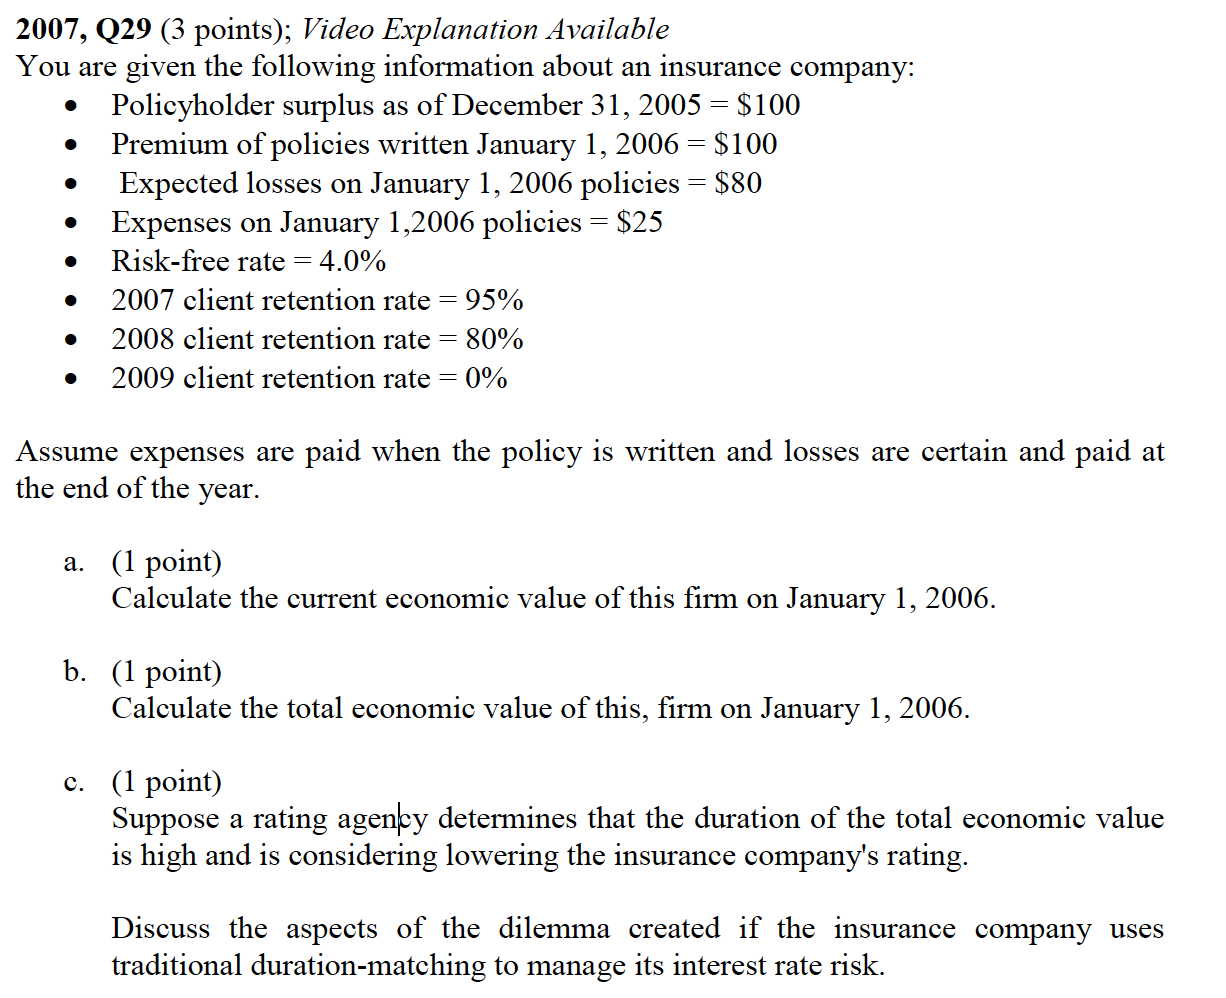 2007, Q29 (3 points); Video Explanation Available
You are given the following information about an insurance company:
• Policyholder surplus as of December 31, 2005 = $100
• Premium of policies written January 1, 2006 = $100
• Expected losses on January 1, 2006 policies = $80
• Expenses on January 1,2006 policies = $25
• Risk-free rate = 4.0%
• 2007 client retention rate = 95%
• 2008 client retention rate = 80%
• 2009 client retention rate = 0%
Assume expenses are paid when the policy is written and losses are certain and paid at
the end of the year.
a. (1 point)
Calculate the current economic value of this firm on January 1, 2006.
b. (1 point)
Calculate the total economic value of this, firm on January 1, 2006.
c. (1 point)
Suppose a rating agency determines that the duration of the total economic value
is high and is considering lowering the insurance company's rating.
Discuss the aspects of the dilemma created if the insurance company uses
traditional duration-matching to manage its interest rate risk.